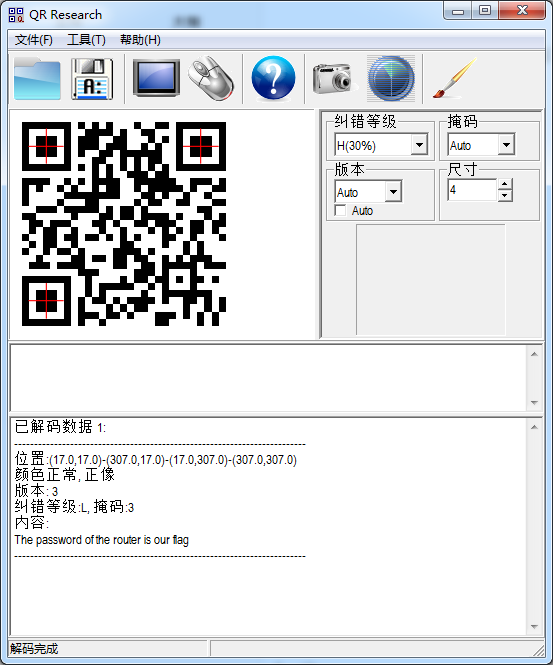 QR Research
文件(F) 工具(T) 帮助(H)
A:
纠错等级 掩码
H(30%) Auto
版本 尺寸
Auto 4
Auto
已解码数据 1:
-------------------------------------------------------------------------
位置:(17.0,17.0)-(307.0,17.0)-(17.0,307.0)-(307.0,307.0)
颜色正常, 正像
版本: 3
纠错等级:L, 掩码:3
内容:
The password of the router is our flag
-------------------------------------------------------------------------
解码完成